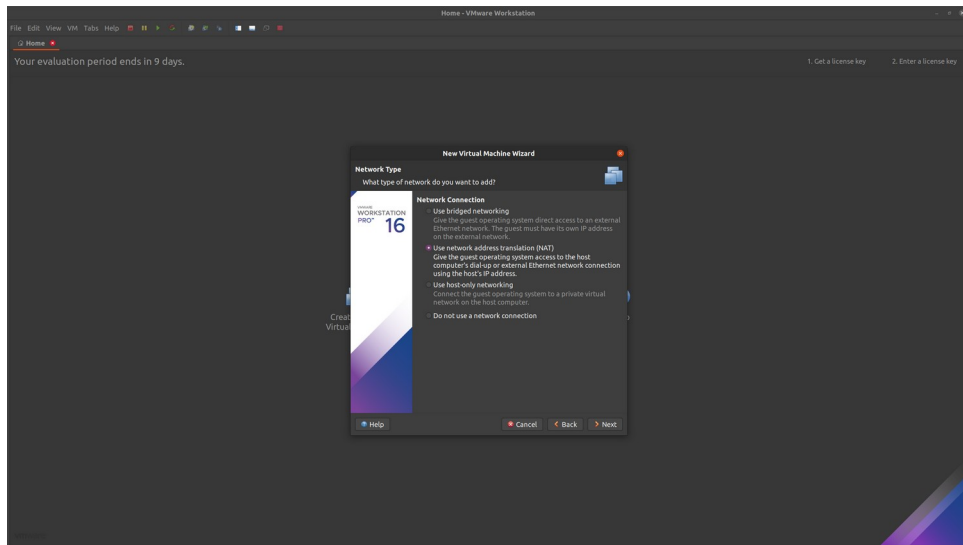 Home - VMware Workstation
File Edit View VM Tabs Help
Home
Your evaluation period ends in 9 days.
1. Get a license key
2. Enter a license key
New Virtual Machine Wizard
Network Type
What type of network do you want to add?
WORKSTATION
PRO™ 16
Network Connection
Use bridged networking
Give the guest operating system direct access to an external
Ethernet network. The guest must have its own IP address
on the external network.
Use network address translation (NAT)
Give the guest operating system access to the host
computer's dial-up or external Ethernet network connection
using the host's IP address.
Use host-only networking
Connect the guest operating system to a private virtual
network on the host computer.
Do not use a network connection
Creat
Virtual
Help
Cancel
Back
Next